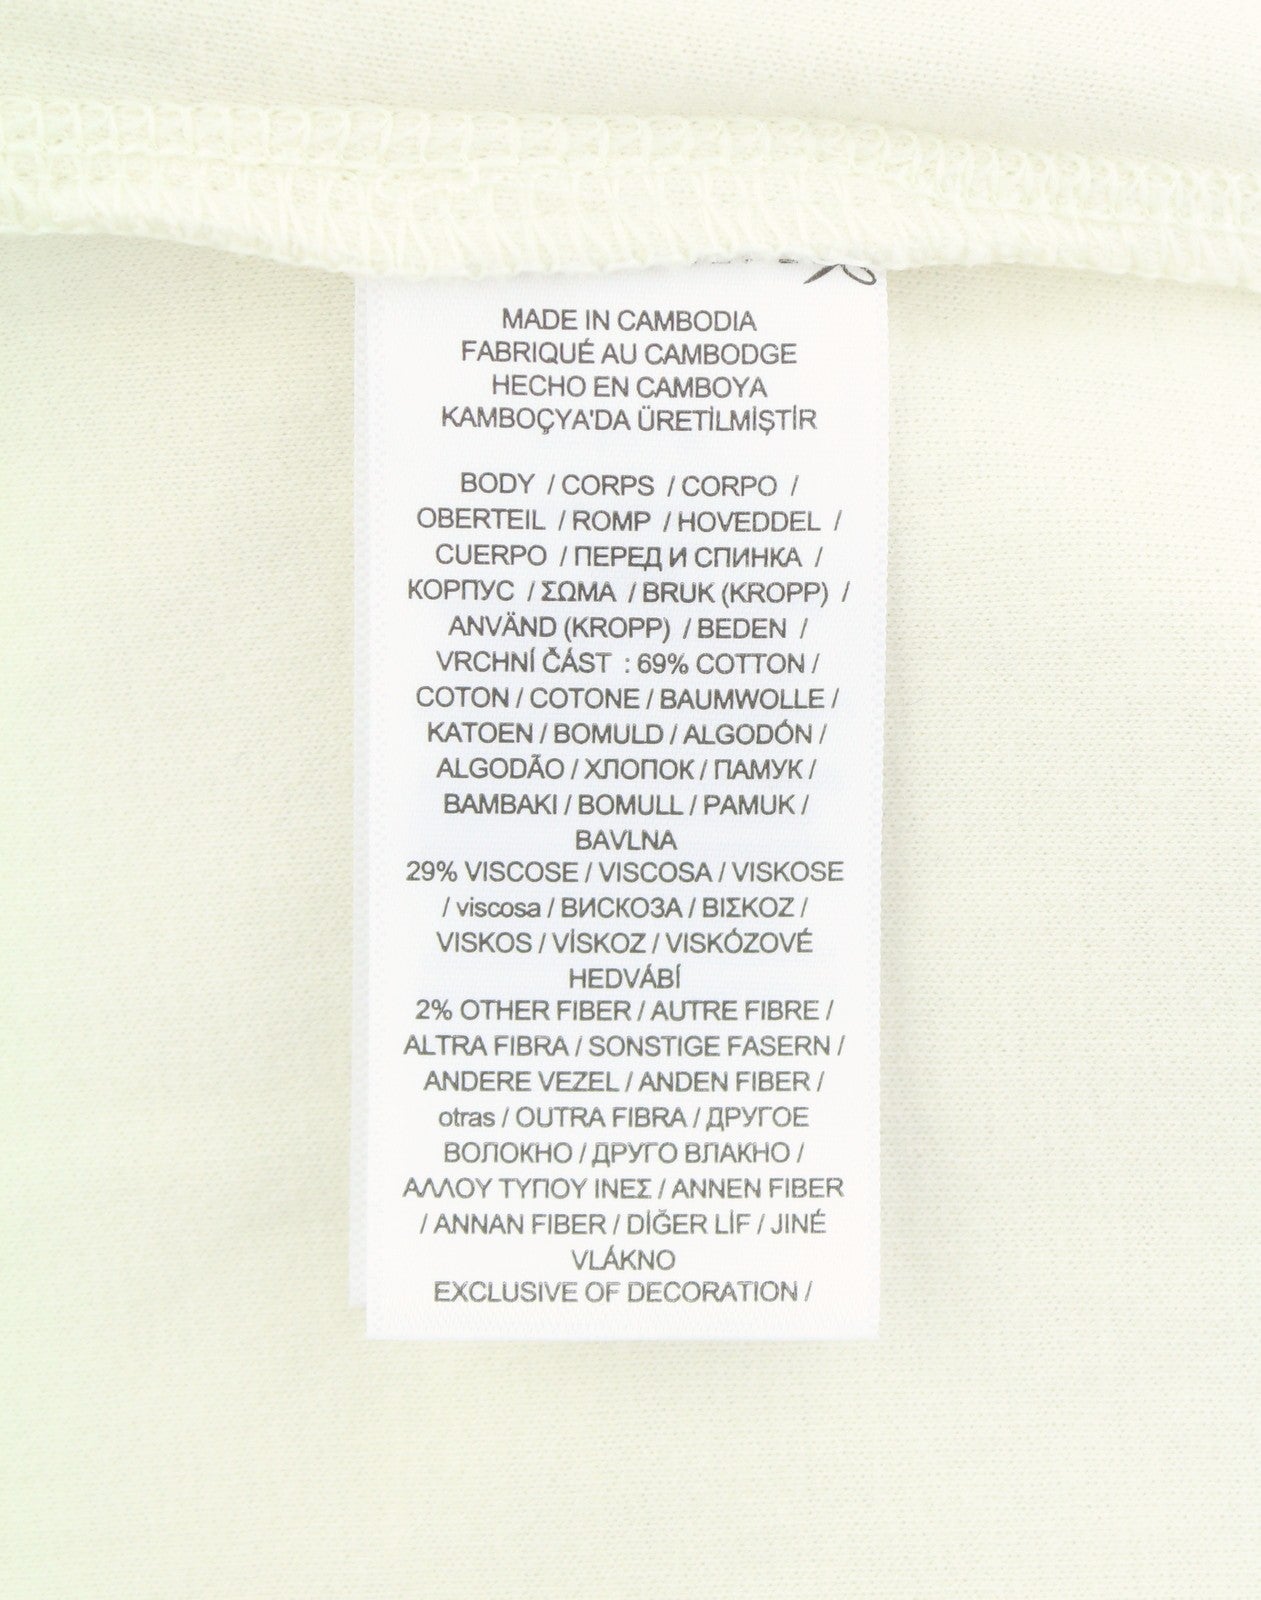 MADE IN CAMBODIA
FABRIQUÉ AU CAMBODGE
HECHO EN CAMBOYA
KAMBOÇYA'DA ÜRETİLMİŞTİR
BODY / CORPS / CORPO /
OBERTEIL / ROMP / HOVEDDEL /
CUERPO / ПЕРЕД И СПИНКА /
КОРПУС / ΣΩΜΑ / BRUK (KROPP) /
ANVÄND (KROPP) / BEDEN /
VRCHNÍ ČÁST : 69% COTTON /
COTON / COTONE / BAUMWOLLE /
KATOEN / BOMULD / ALGODÓN /
ALGODÃO / ХЛОПОК / ПАМУК /
BAMBAKI / BOMULL / PAMUK /
BAVLNA
29% VISCOSE / VISCOSA / VISKOSE
/ viscosa / ВИСКОЗА / ΒΙΣΚΟΖ /
VISKOS / VİSKOZ / VISKÓZOVÉ
HEDVÁBÍ
2% OTHER FIBER / AUTRE FIBRE /
ALTRA FIBRA / SONSTIGE FASERN /
ANDERE VEZEL / ANDEN FIBER /
otras / OUTRA FIBRA / ДРУГОЕ
ВОЛОКНО / ДРУГО ВЛАКНО /
ΑΛΛΟΥ ΤΥΠΟΥ ΙΝΕΣ / ANNEN FIBER
/ ANNAN FIBER / DİĞER LİF / JINÉ
VLÁKNO
EXCLUSIVE OF DECORATION /